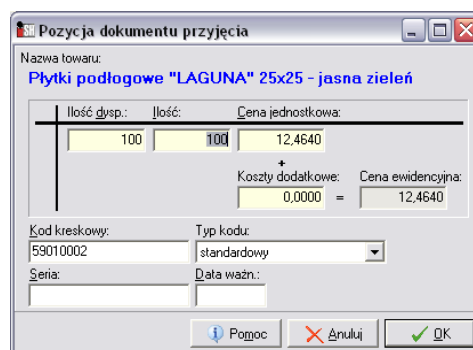 Pozycja dokumentu przyjęcia
Nazwa towaru:
Płytki podłogowe "LAGUNA" 25x25 - jasna zieleń
Ilość dysp.: Ilość: Cena jednostkowa:
100 100 12,4640
+
Koszty dodatkowe: Cena ewidencyjna:
0,0000 = 12,4640
Kod kreskowy: Typ kodu:
59010002 standardowy
Seria: Data ważn.:
Pomoc Anuluj OK